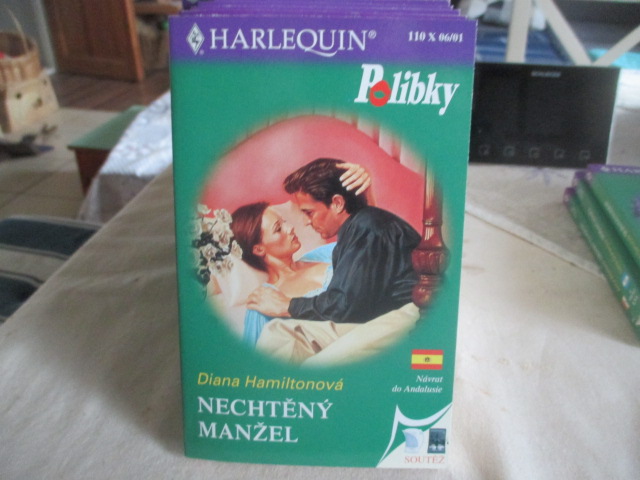 HARLEQUIN®
110 X 06/01
Polibky
Diana Hamiltonová
NECHTĚNÝ
MANŽEL
Návrat
do Andalusie
SOUTĚŽ